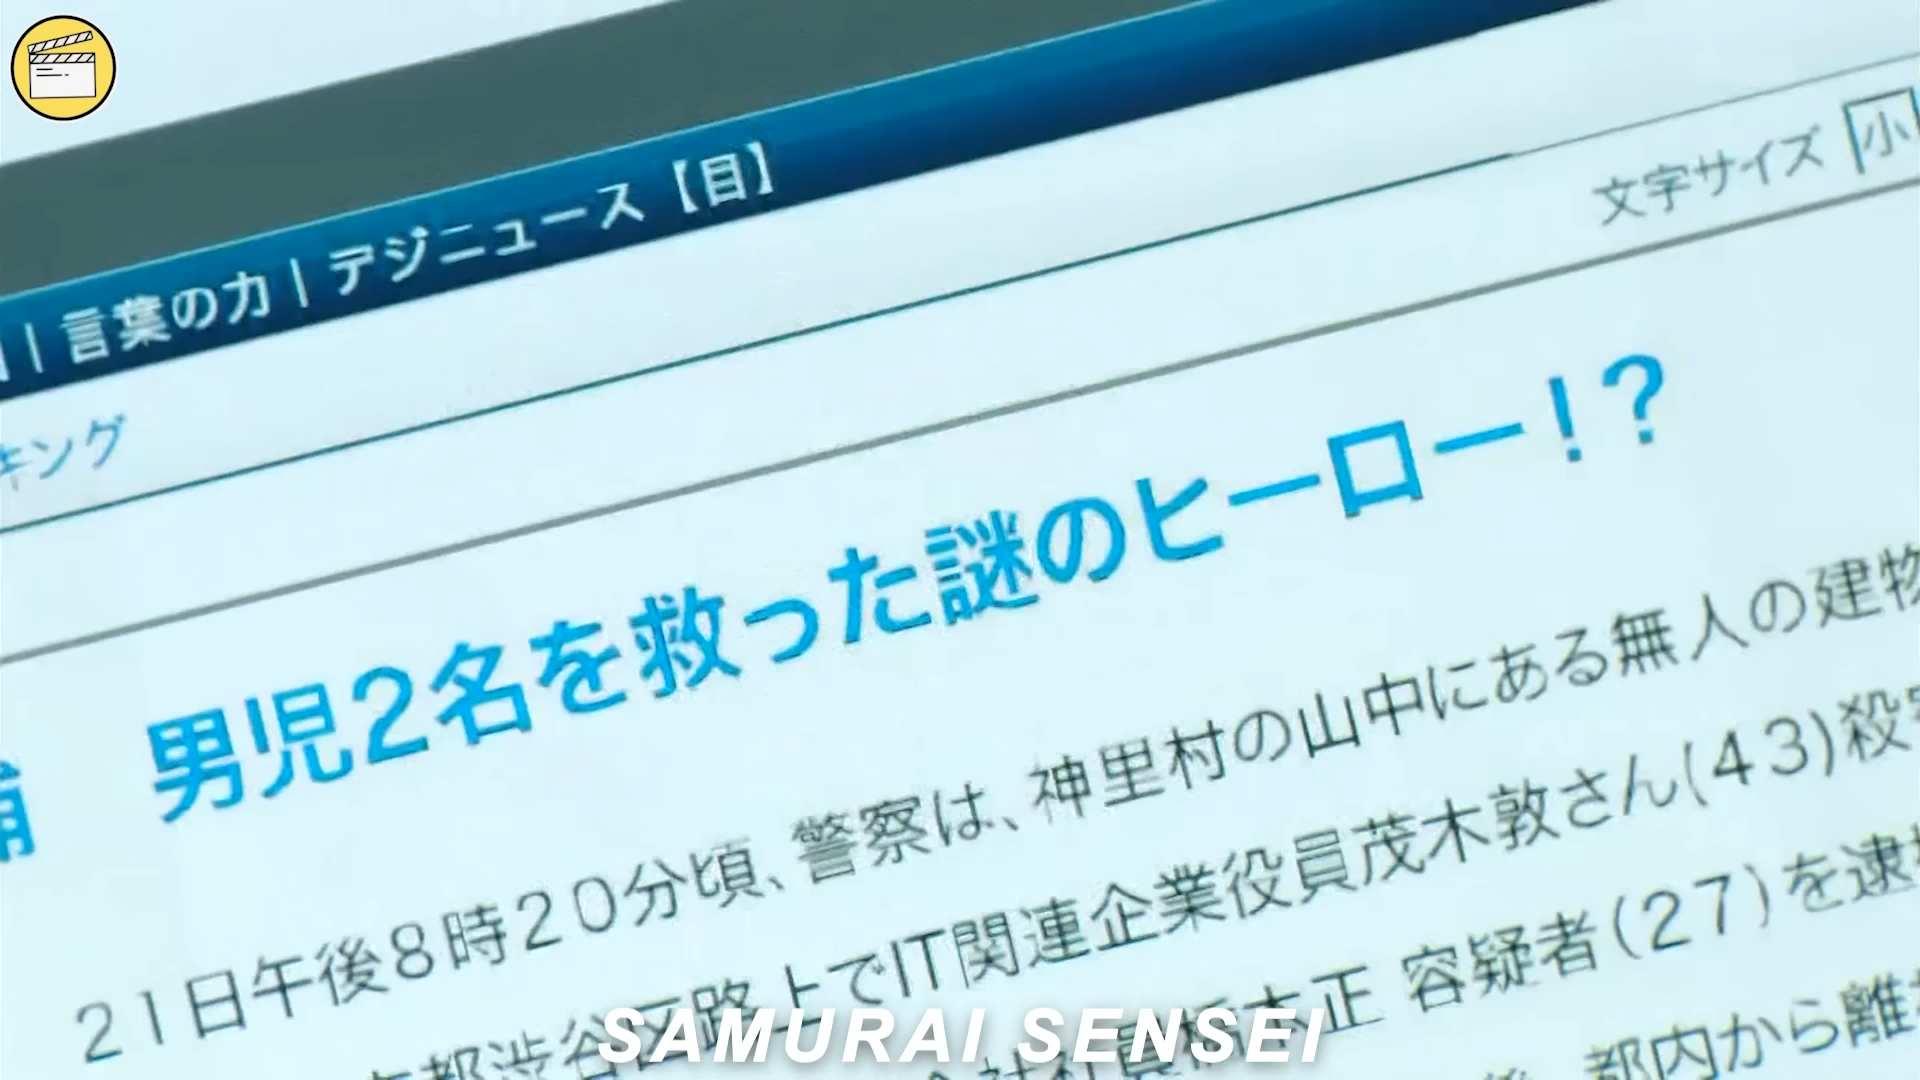 言葉の力 | デジニュース【目】
文字サイズ 小
キング
男児2名を救った謎のヒーロー!?
21日午後8時20分頃、警察は、神里村の山中にある無人の建物
渋谷区路上でIT関連企業役員茂木敦さん(43)殺
正 容疑者(27)を逮
都内から離
SAMURAI SENSEI